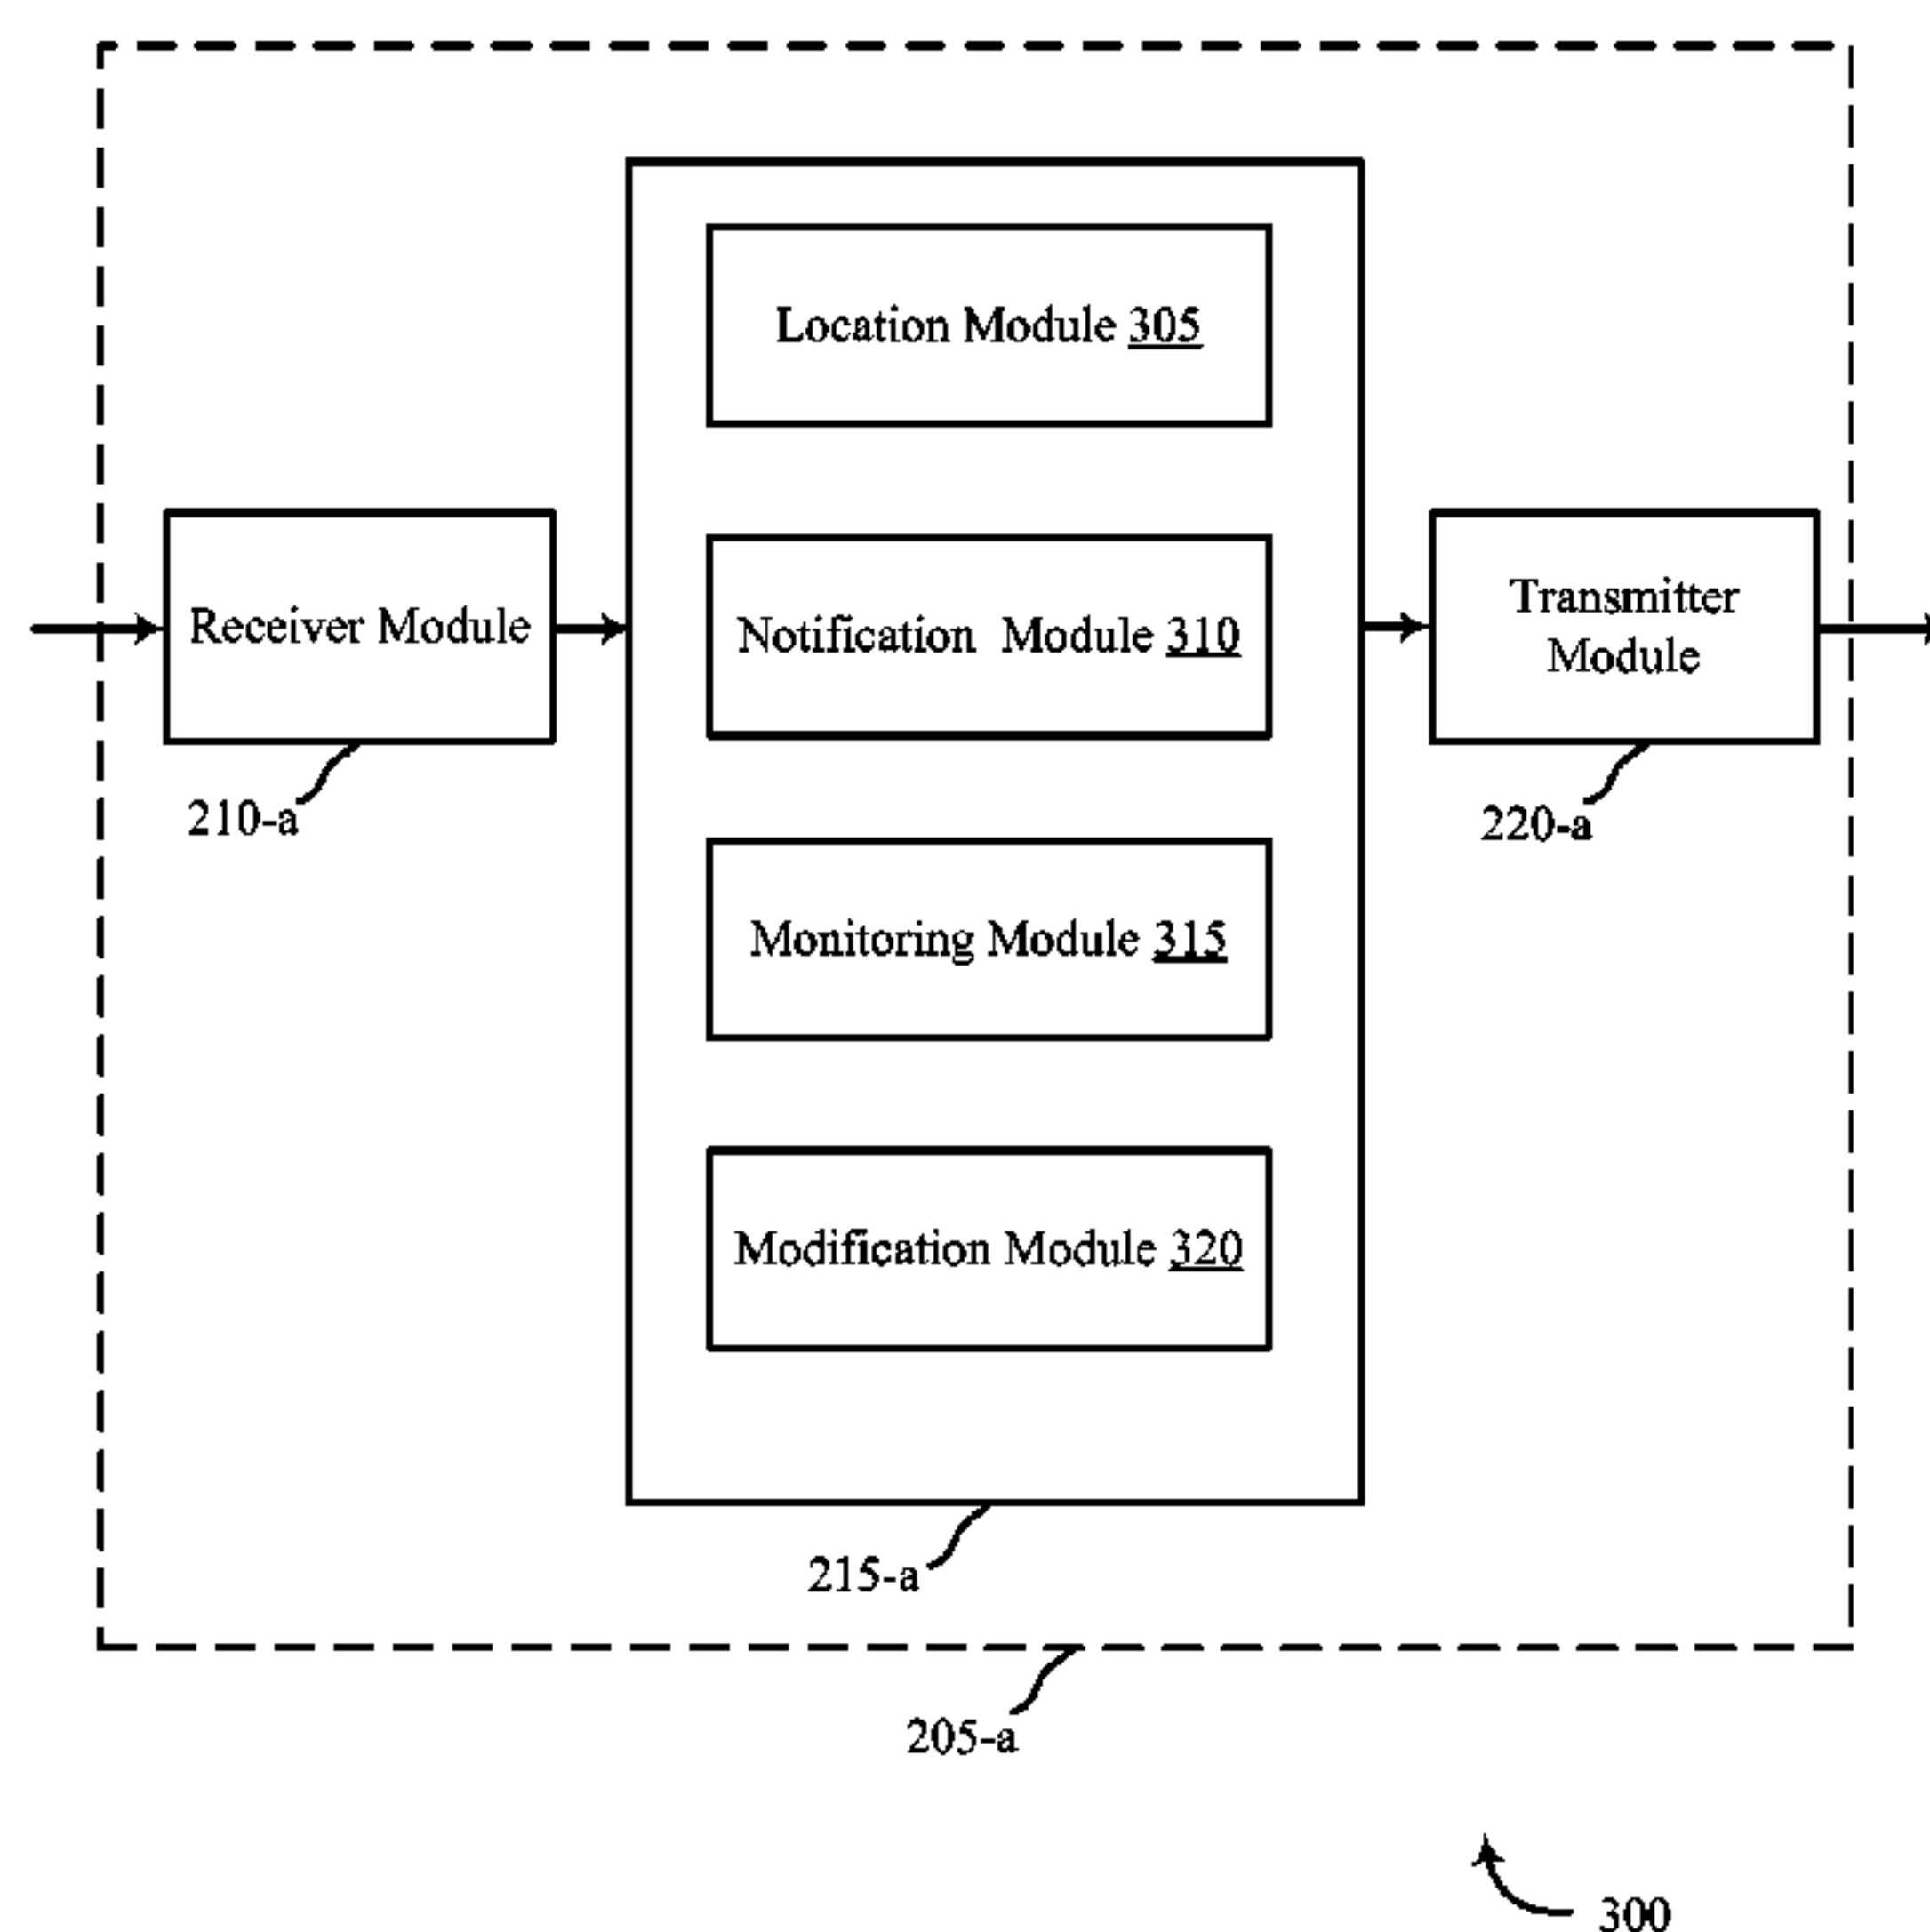 Location Module 305
Receiver Module
Notification Module 310
Transmitter
Module
210-a
220-a
Monitoring Module 315
Modification Module 320
215-a
205-a
300